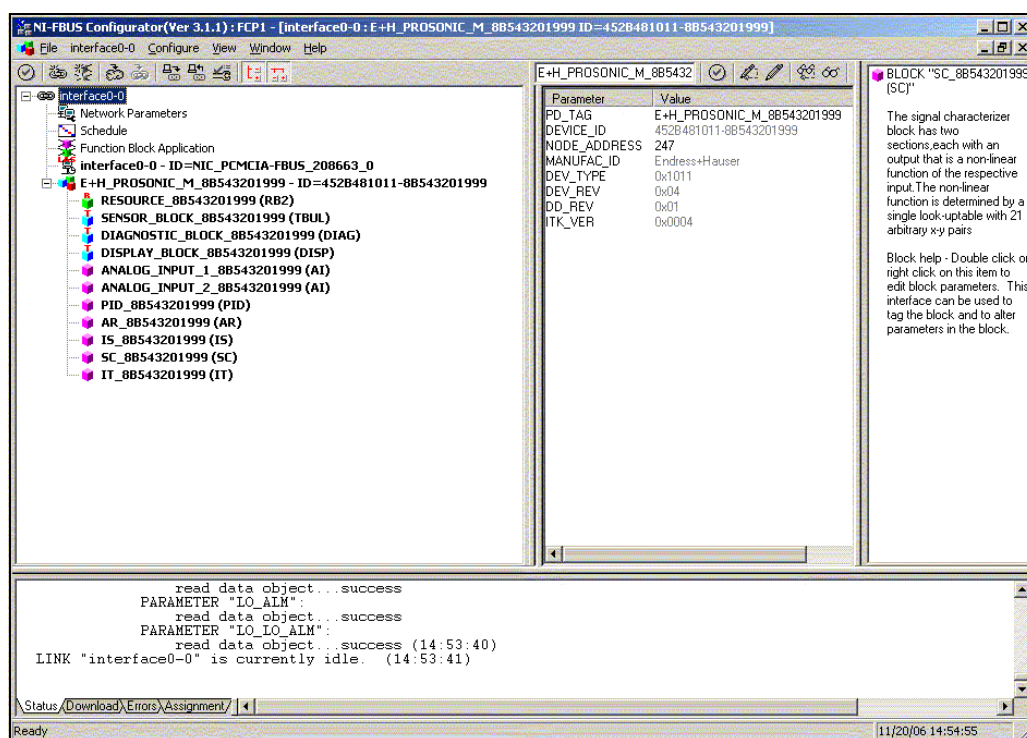 NI-FBUS Configurator(Ver 3.1.1) : FCP1 - [interface0-0 : E+H_PROSONIC_M_8B543201999 ID=452B481011-8B543201999]
File interface0-0 Configure View Window Help
interface0-0
Network Parameters
Schedule
Function Block Application
interface0-0 - ID=NIC_PCMCIA-FBUS_208663_0
E+H_PROSONIC_M_8B543201999 - ID=452B481011-8B543201999
RESOURCE_8B543201999 (RB2)
SENSOR_BLOCK_8B543201999 (TBUL)
DIAGNOSTIC_BLOCK_8B543201999 (DIAG)
DISPLAY_BLOCK_8B543201999 (DISP)
ANALOG_INPUT_1_8B543201999 (AI)
ANALOG_INPUT_2_8B543201999 (AI)
PID_8B543201999 (PID)
AR_8B543201999 (AR)
IS_8B543201999 (IS)
SC_8B543201999 (SC)
IT_8B543201999 (IT)
E+H_PROSONIC_M_8B5432
Parameter Value
PD_TAG E+H_PROSONIC_M_8B543201999
DEVICE_ID 452B481011-8B543201999
NODE_ADDRESS 247
MANUFAC_ID Endress+Hauser
DEV_TYPE 0x1011
DEV_REV 0x04
DD_REV 0x01
ITK_VER 0x0004
BLOCK "SC_8B543201999
(SC)"
The signal characterizer
block has two
sections,each with an
output that is a non-linear
function of the respective
input.The non-linear
function is determined by a
single look-uptable with 21
arbitrary x-y pairs
Block help - Double click or
right click on this item to
edit block parameters. This
interface can be used to
tag the block and to alter
parameters in the block.
read data object...success
PARAMETER "LO_ALM":
read data object...success
PARAMETER "LO_LO_ALM":
read data object...success (14:53:40)
LINK "interface0-0" is currently idle. (14:53:41)
Status Download Errors Assignment
Ready 11/20/06 14:54:55